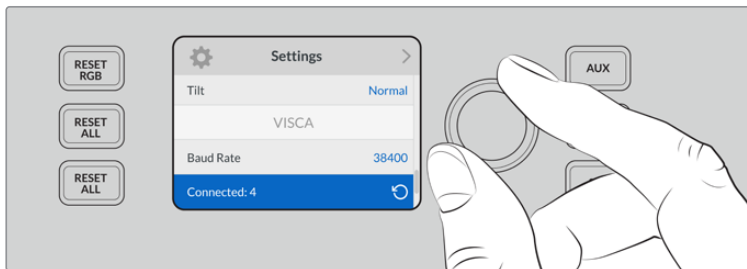 RESET
RGB
RESET
ALL
RESET
ALL
Settings
Tilt Normal
VISCA
Baud Rate 38400
Connected: 4
AUX